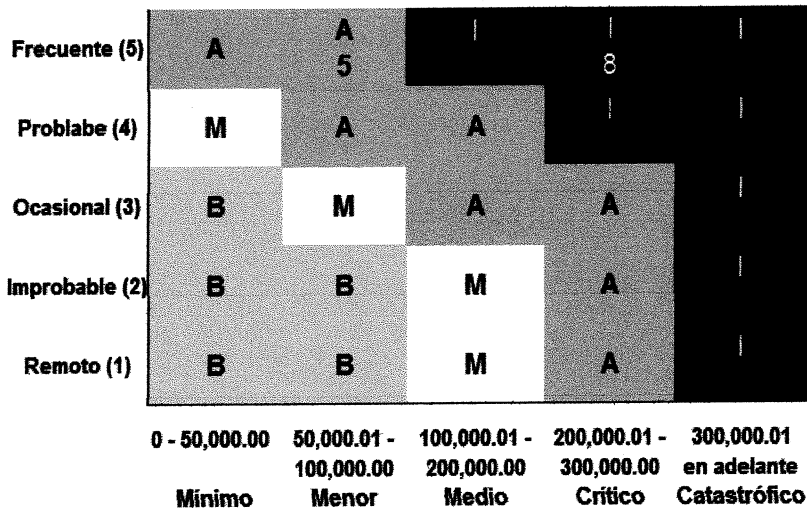 Frecuente (5) A A I I I
5 8
Problabe (4) M A A I I
Ocasional (3) B M A A I
Improbable (2) B B M A I
Remoto (1) B B M A I
0 - 50,000.00 50,000.01 - 100,000.01 - 200,000.01 - 300,000.01
100,000.00 200,000.00 300,000.00 en adelante
Mínimo Menor Medio Crítico Catastrófico